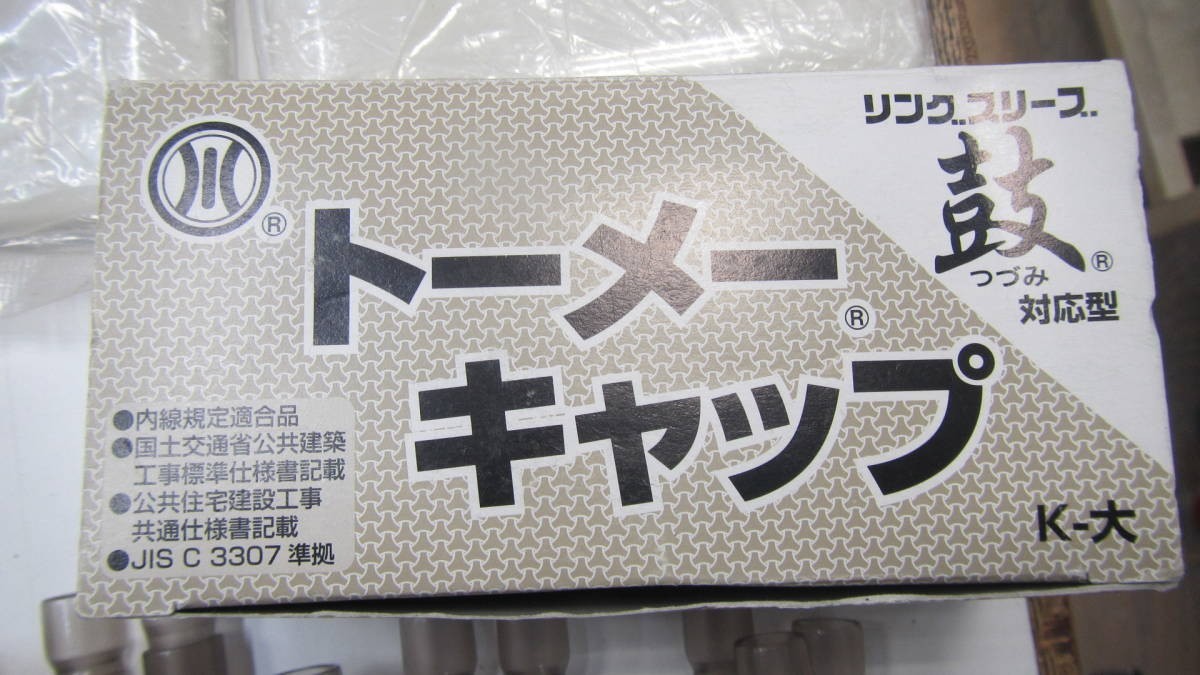 川
®
リングスリーブ
鼓®
つづみ
対応型
トーメー®
キャップ
K-大
●内線規定適合品
●国土交通省公共建築
工事標準仕様書記載
●公共住宅建設工事
共通仕様書記載
●JIS C 3307 準拠